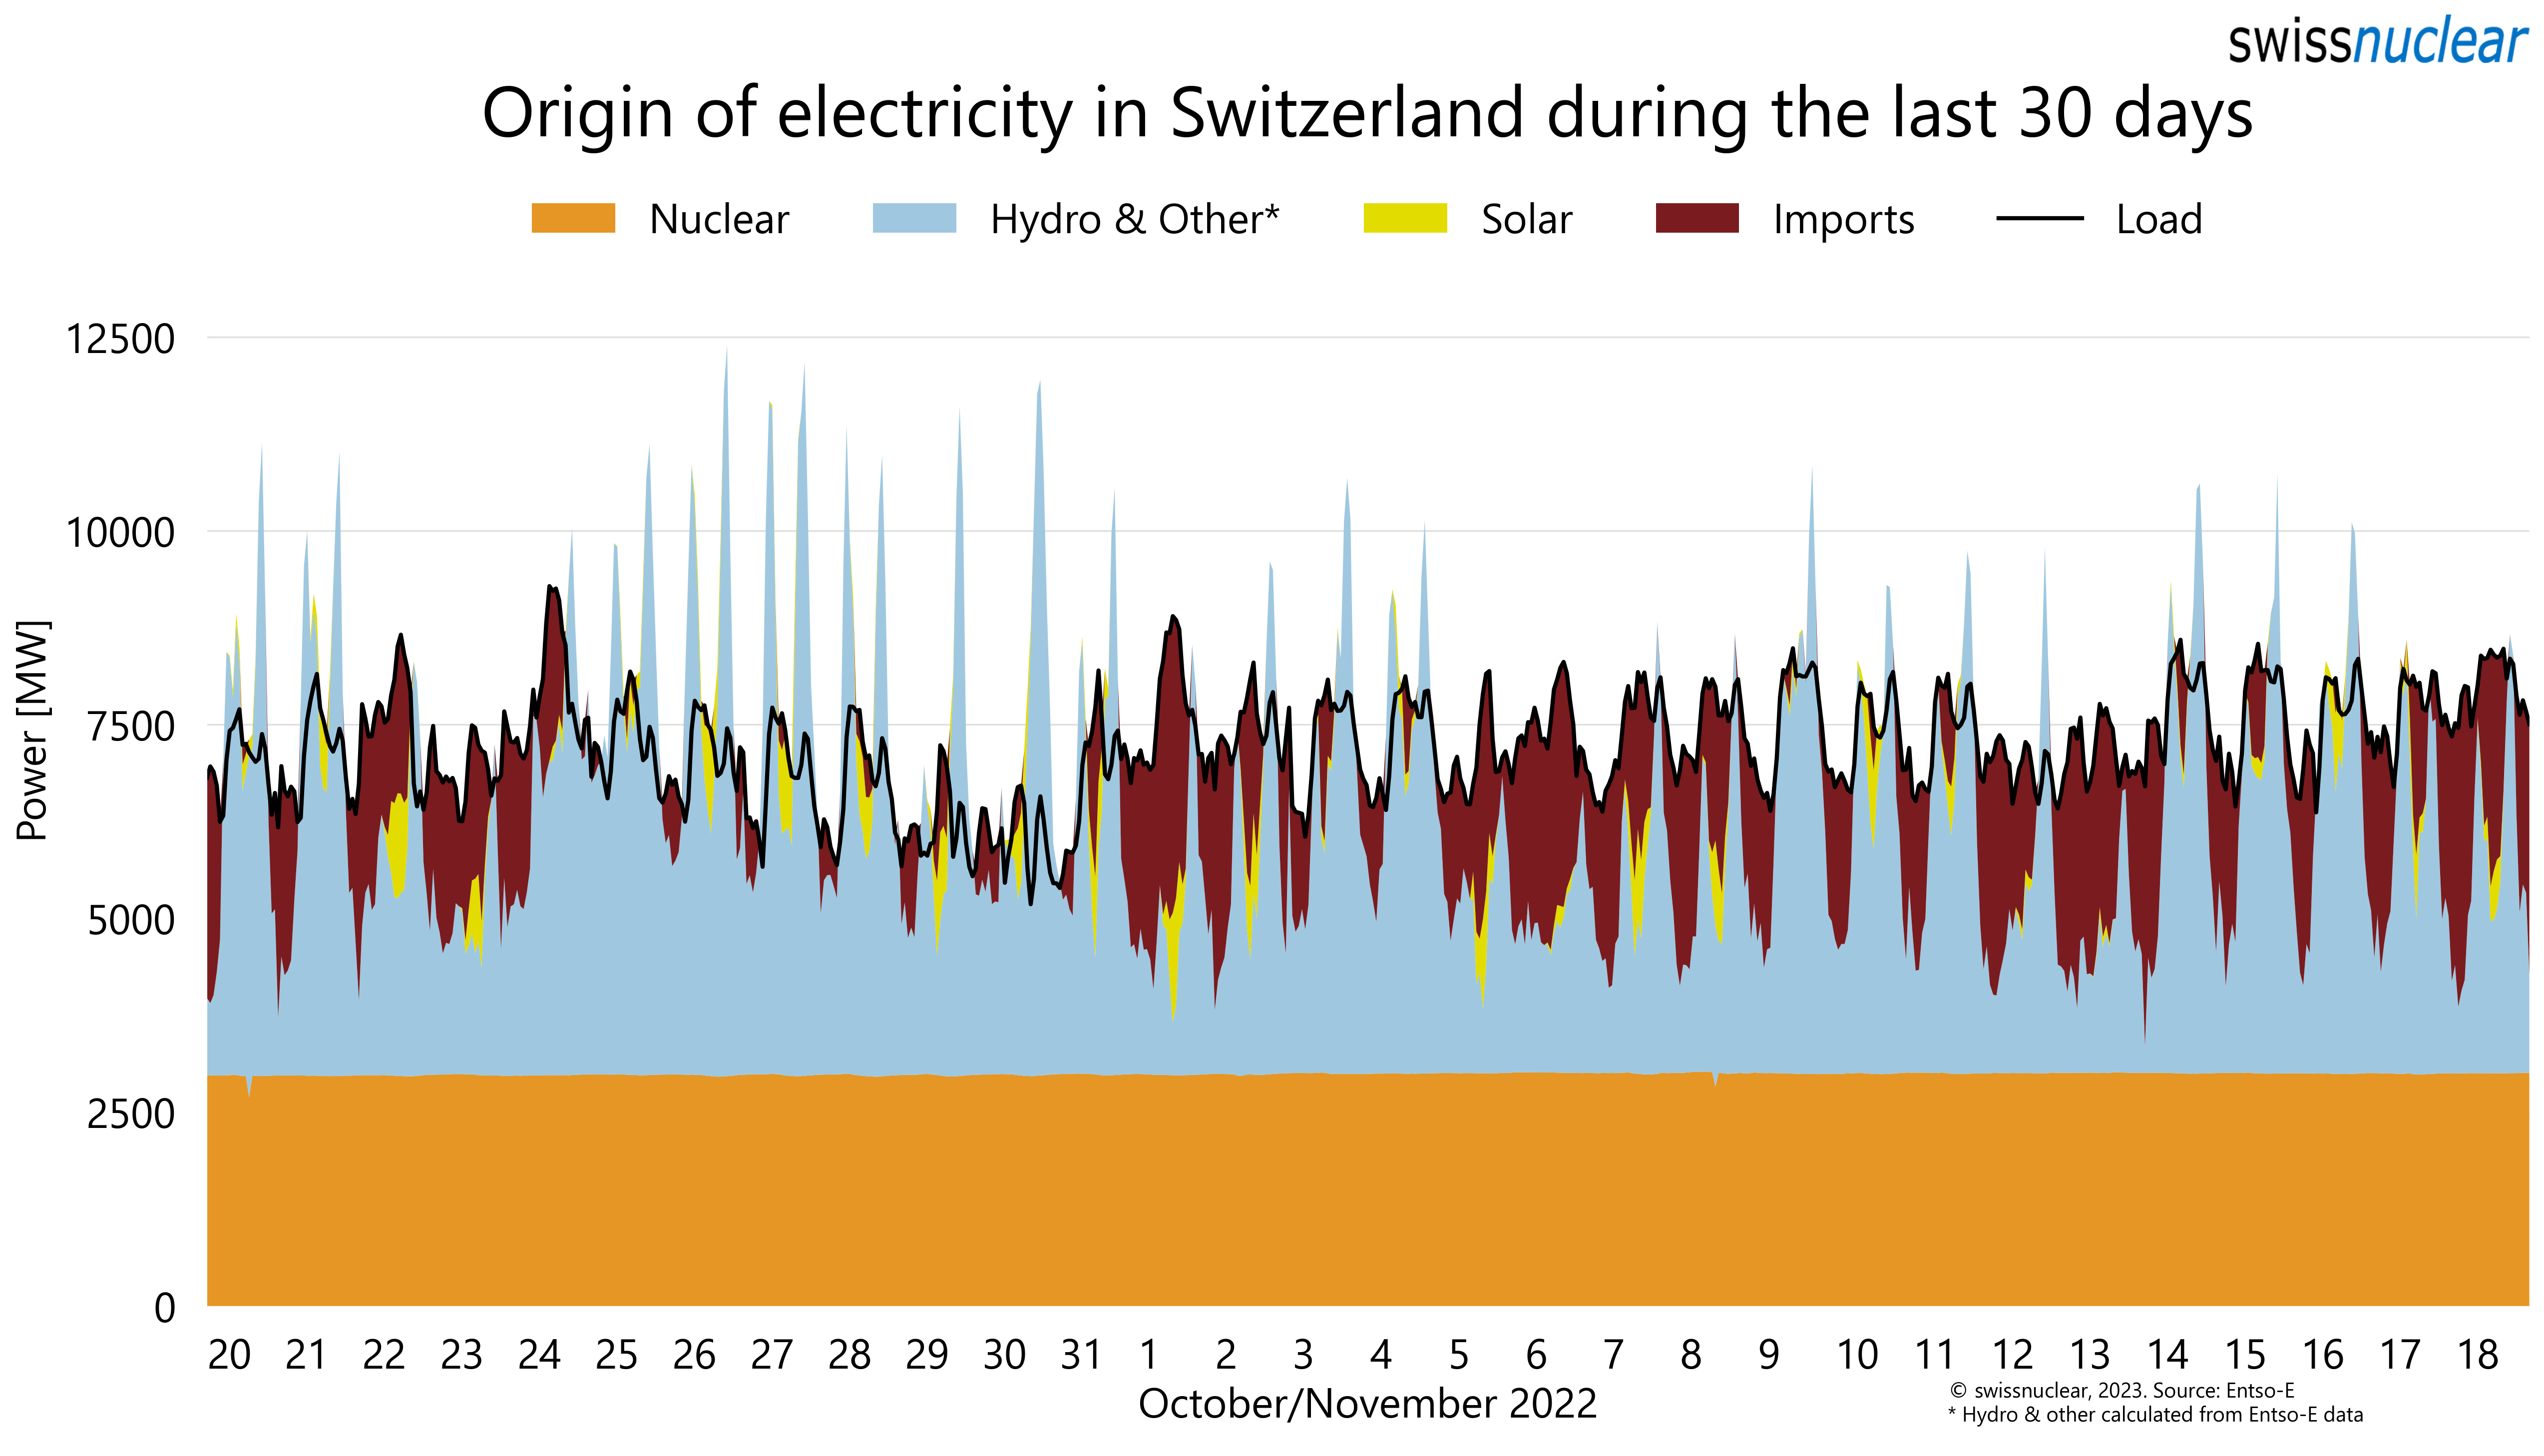 swissnuclear
Origin of electricity in Switzerland during the last 30 days
Nuclear Hydro & Other* Solar Imports Load
Power [MW]
12500
10000
7500
5000
2500
0
20 21 22 23 24 25 26 27 28 29 30 31 1 2 3 4 5 6 7 8 9 10 11 12 13 14 15 16 17 18
October/November 2022
© swissnuclear, 2023. Source: Entso-E
* Hydro & other calculated from Entso-E data